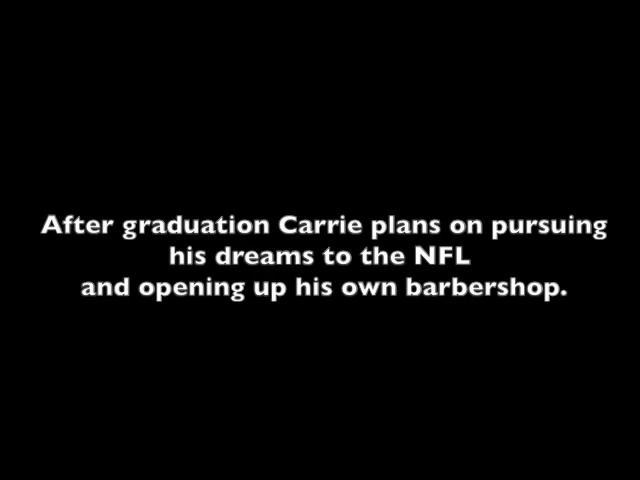 After graduation Carrie plans on pursuing
his dreams to the NFL
and opening up his own barbershop.